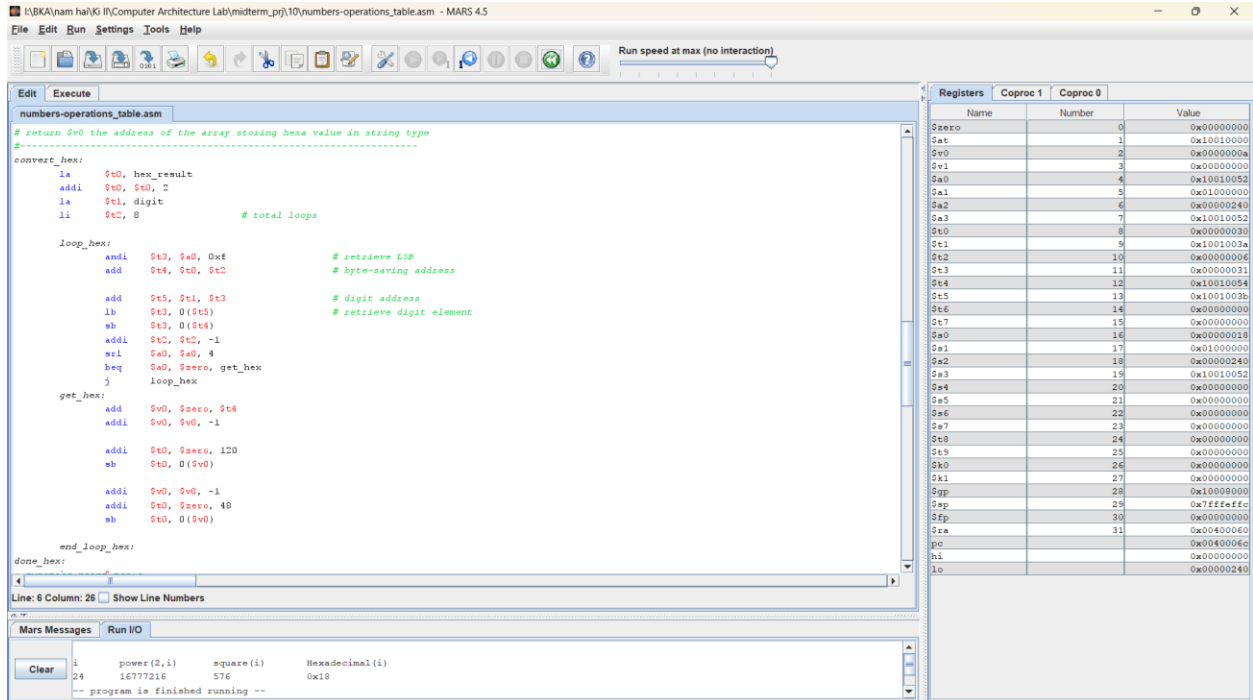 I:\BKA\nam hai\Ki II\Computer Architecture Lab\midterm_prj\10\numbers-operations_table.asm - MARS 4.5
File Edit Run Settings Tools Help
Run speed at max (no interaction)
Edit Execute
numbers-operations_table.asm
# return $v0 the address of the array storing hexa value in string type
#-----------------------------------------------------------------
convert_hex:
la $t0, hex_result
addi $t0, $t0, 2
la $t1, digit
li $t2, 8 # total loops
loop_hex:
andi $t3, $a0, 0xf # retrieve LSB
add $t4, $t0, $t2 # byte-saving address
add $t5, $t1, $t3 # digit address
lb $t3, 0($t5) # retrieve digit element
sb $t3, 0($t4)
addi $t2, $t2, -1
srl $a0, $a0, 4
beq $a0, $zero, get_hex
j loop_hex
get_hex:
add $v0, $zero, $t4
addi $v0, $v0, -1
addi $t0, $zero, 120
sb $t0, 0($v0)
addi $v0, $v0, -1
addi $t0, $zero, 48
sb $t0, 0($v0)
end_loop_hex:
done_hex:
Line: 6 Column: 26 Show Line Numbers
Mars Messages Run I/O
Clear
i power(2,i) square(i) Hexadecimal(i)
24 16777216 576 0x18
-- program is finished running --
Registers Coproc 1 Coproc 0
Name Number Value
$zero 0 0x00000000
$at 1 0x10010000
$v0 2 0x0000000a
$v1 3 0x00000000
$a0 4 0x10010052
$a1 5 0x01000000
$a2 6 0x00000240
$a3 7 0x10010052
$t0 8 0x00000030
$t1 9 0x1001003a
$t2 10 0x00000006
$t3 11 0x00000031
$t4 12 0x10010054
$t5 13 0x1001003b
$t6 14 0x00000000
$t7 15 0x00000000
$s0 16 0x00000018
$s1 17 0x01000000
$s2 18 0x00000240
$s3 19 0x10010052
$s4 20 0x00000000
$s5 21 0x00000000
$s6 22 0x00000000
$s7 23 0x00000000
$t8 24 0x00000000
$t9 25 0x00000000
$k0 26 0x00000000
$k1 27 0x00000000
$gp 28 0x10008000
$sp 29 0x7fffeffc
$fp 30 0x00000000
$ra 31 0x00400060
pc 0x0040006c
hi 0x00000000
lo 0x00000240